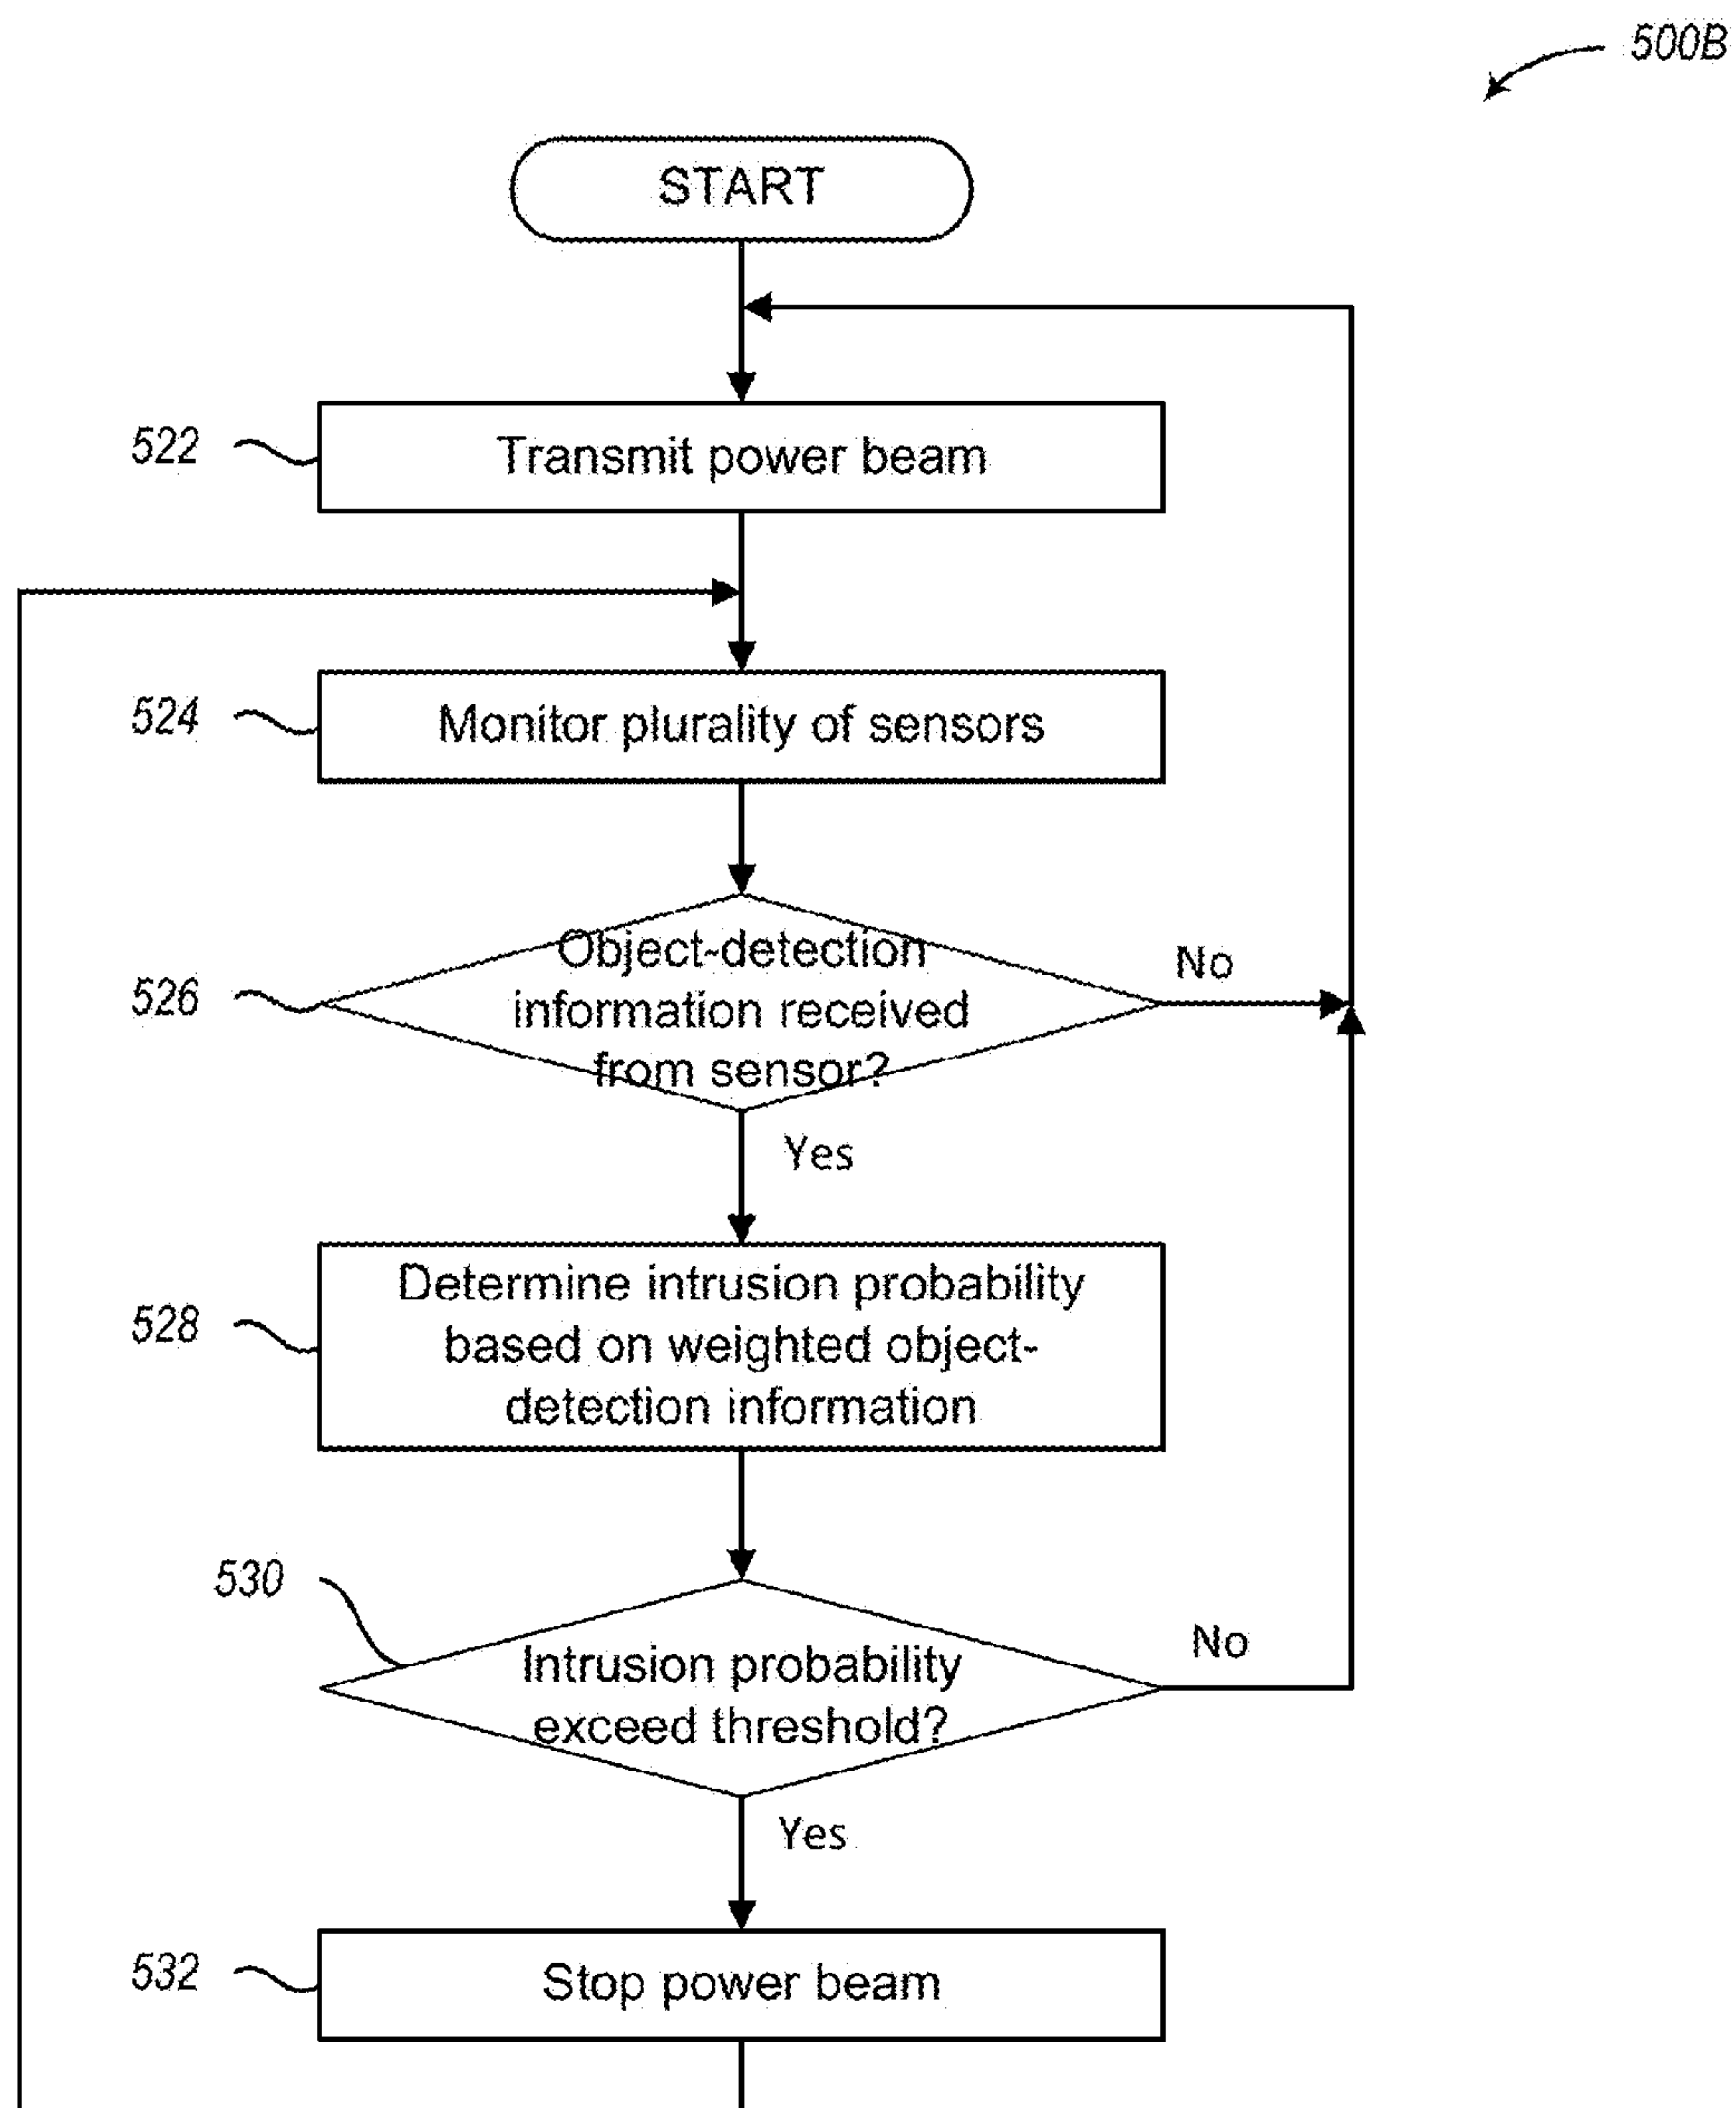 500B
START
522
Transmit power beam
524
Monitor plurality of sensors
526
Object-detection
information received
from sensor?
No
Yes
528
Determine intrusion probability
based on weighted object-
detection information
530
Intrusion probability
exceed threshold?
No
Yes
532
Stop power beam